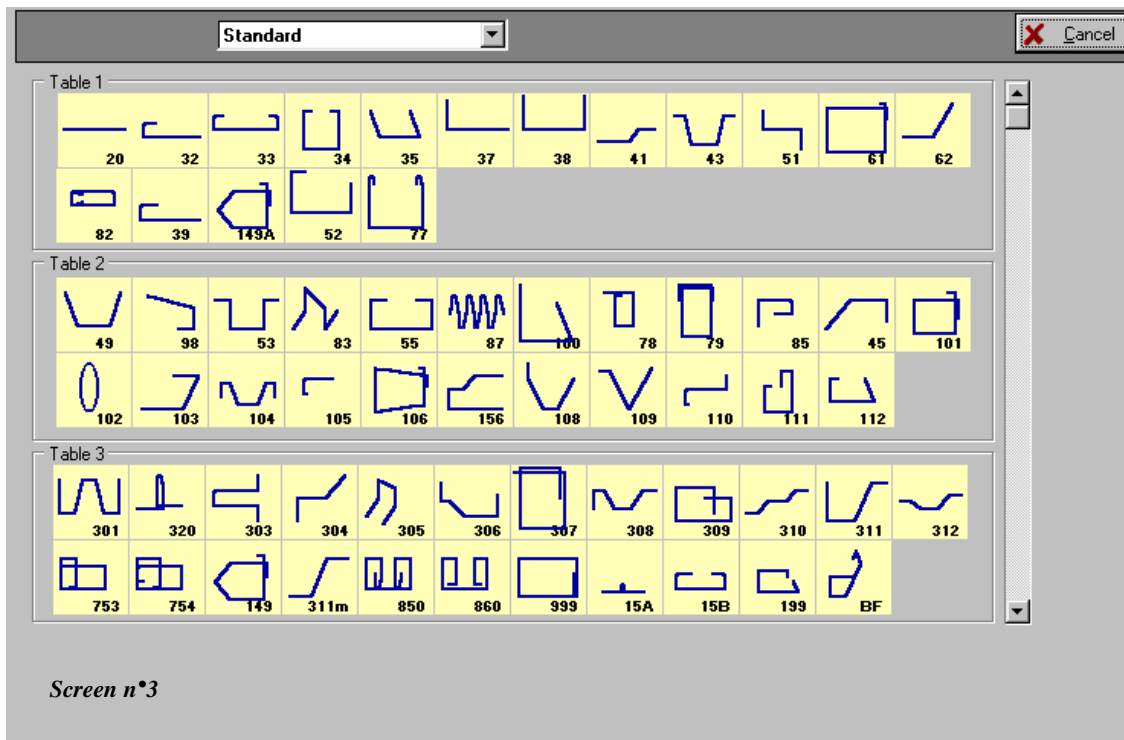 Standard
Cancel
Table 1
20 32 33 34 35 37 38 41 43 51 61 62
82 39 149A 52 77
Table 2
49 98 53 83 55 87 100 78 79 85 45 101
102 103 104 105 106 156 108 109 110 111 112
Table 3
301 320 303 304 305 306 307 308 309 310 311 312
753 754 149 311m 850 860 999 15A 15B 199 BF
Screen n°3